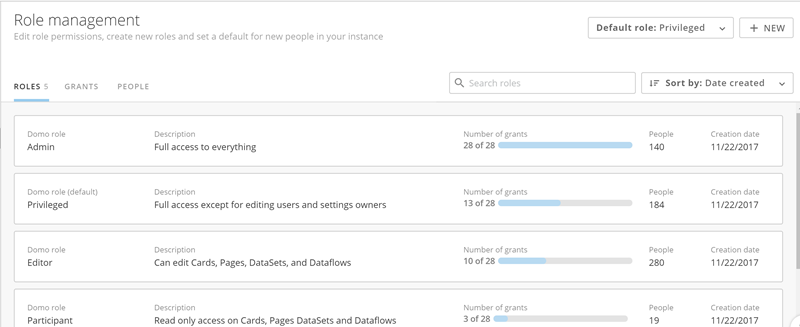 Role management
Edit role permissions, create new roles and set a default for new people in your instance
Default role: Privileged
+ NEW
ROLES 5 GRANTS PEOPLE
Search roles
Sort by: Date created
Domo role Description Number of grants People Creation date
Admin Full access to everything 28 of 28 140 11/22/2017
Domo role (default) Description Number of grants People Creation date
Privileged Full access except for editing users and settings owners 13 of 28 184 11/22/2017
Domo role Description Number of grants People Creation date
Editor Can edit Cards, Pages, DataSets, and Dataflows 10 of 28 280 11/22/2017
Domo role Description Number of grants People Creation date
Participant Read only access on Cards, Pages DataSets and Dataflows 3 of 28 19 11/22/2017